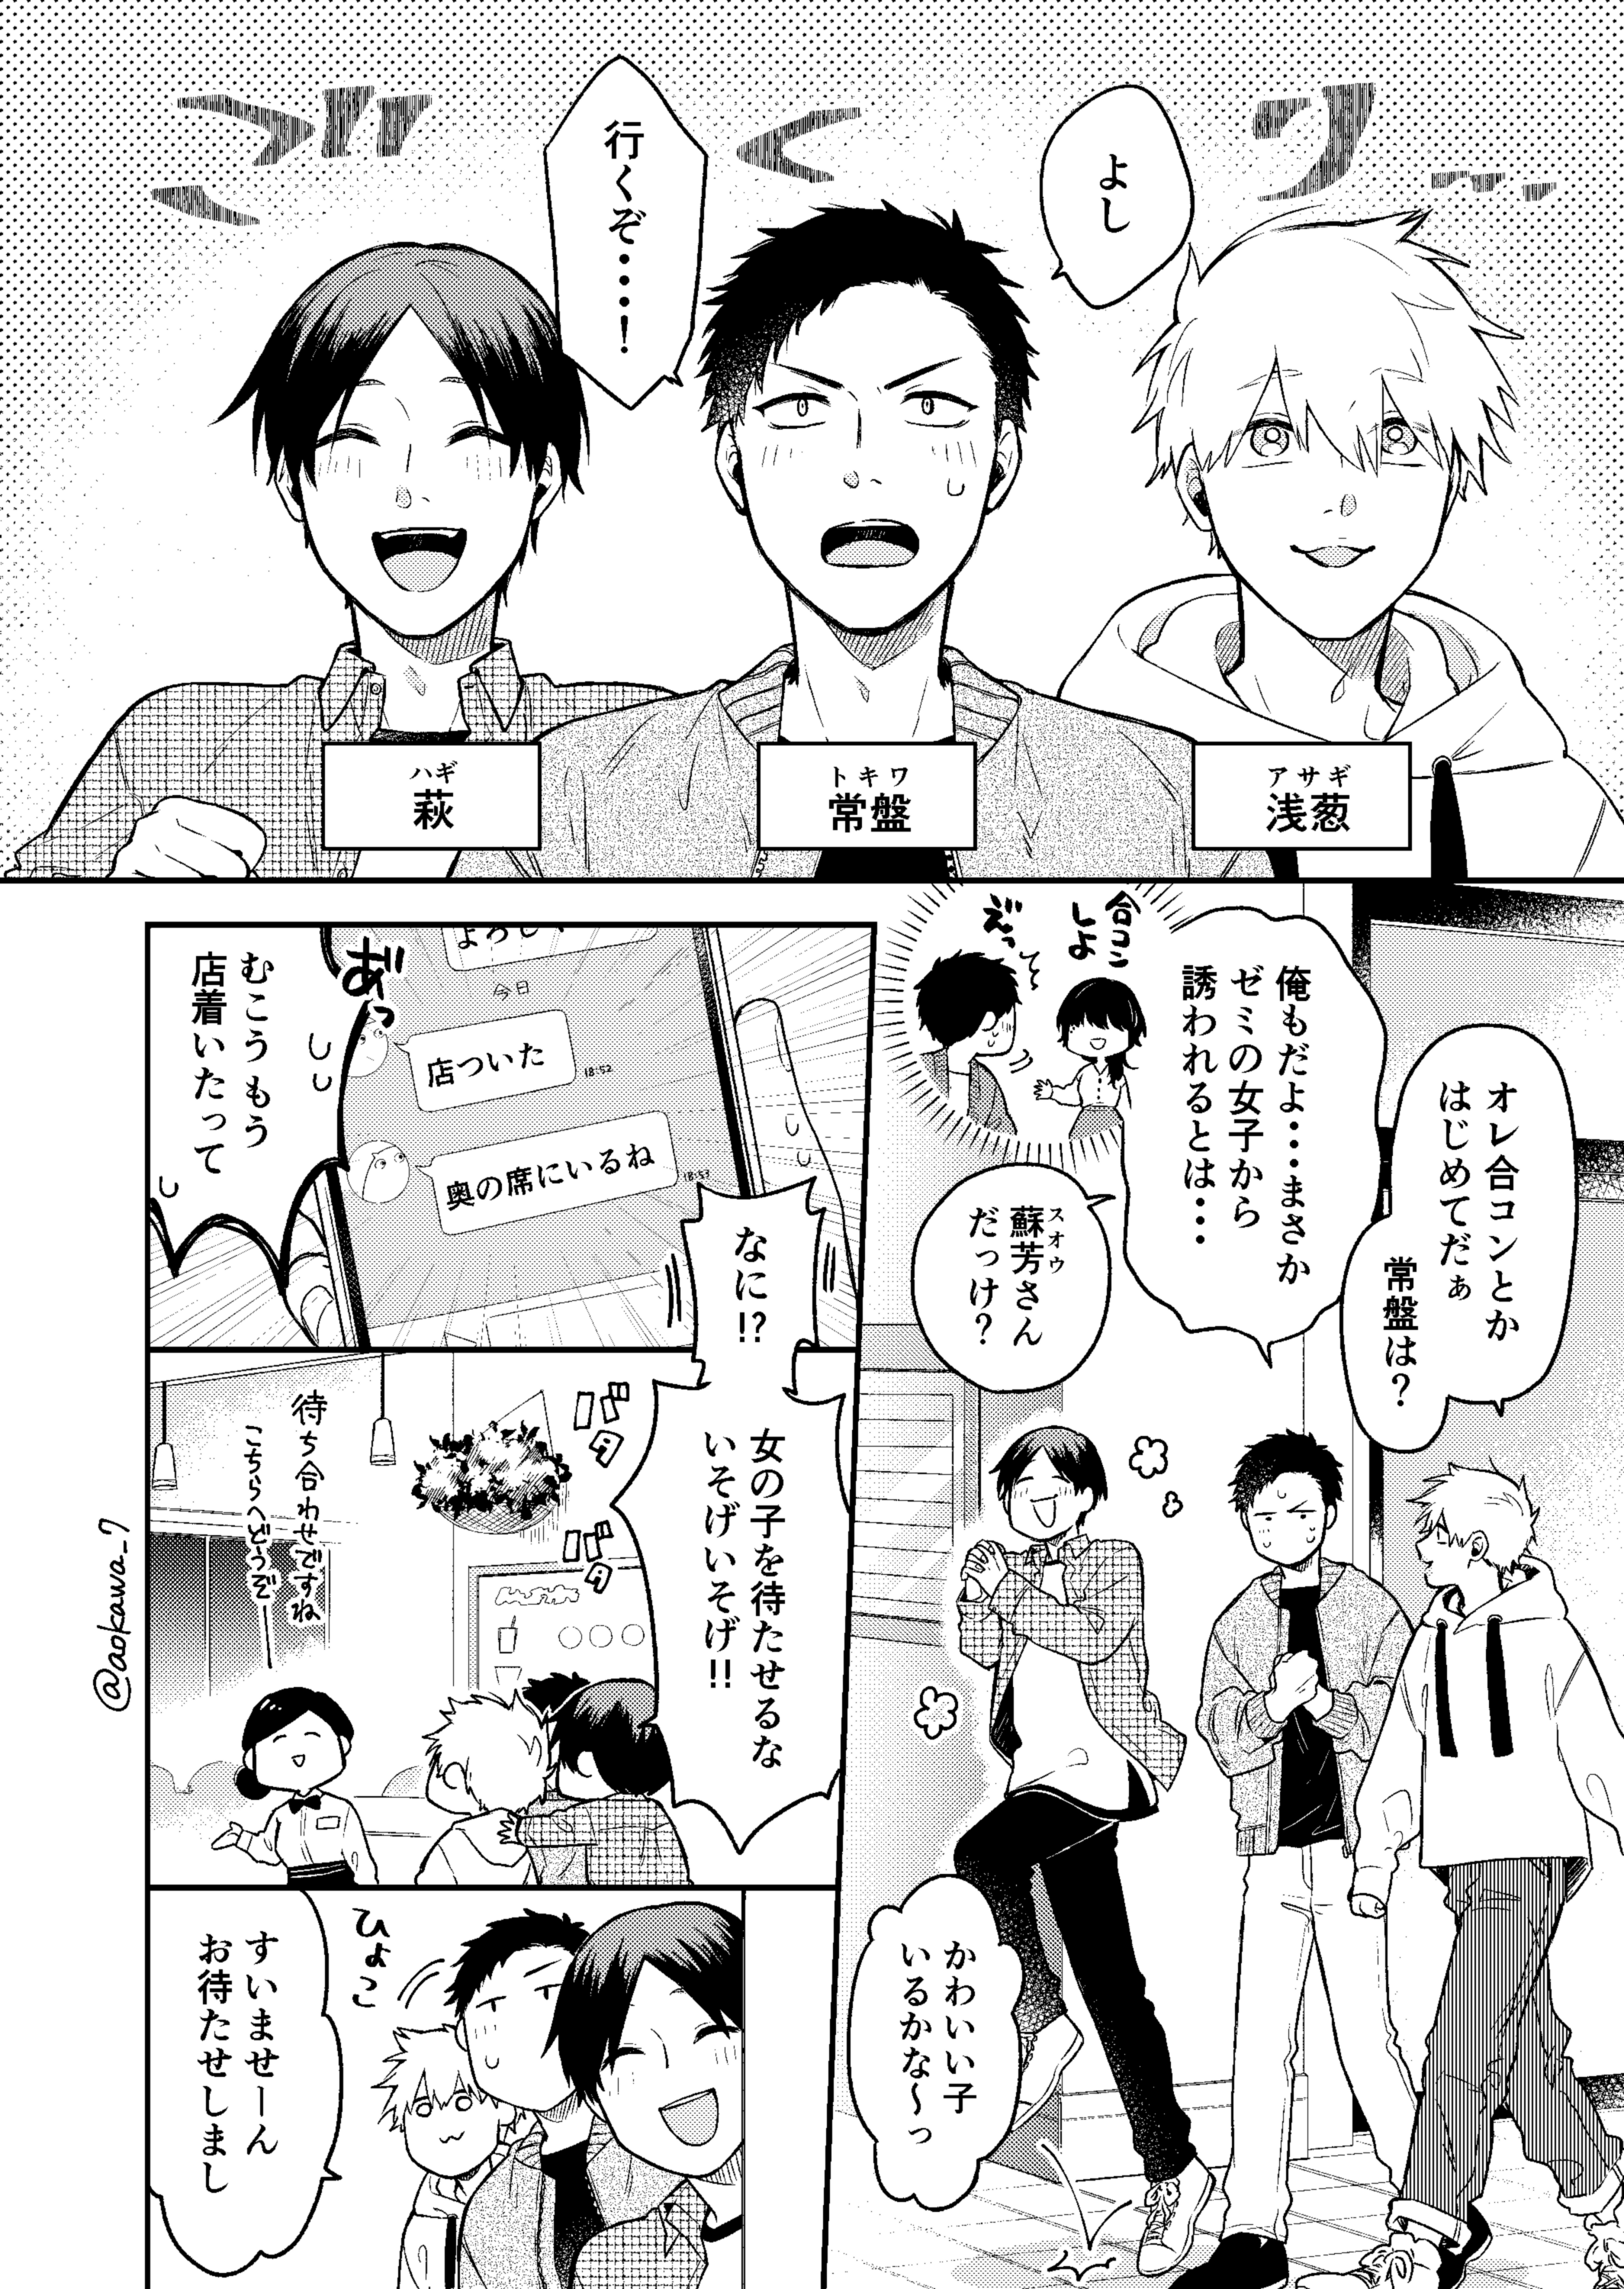 よし
行くぞ・・・・！
アサギ
浅葱
トキワ
常盤
ハギ
萩
オレ合コンとか
はじめてだぁ
常盤は？
俺もだよ・・・まさか
ゼミの女子から
誘われるとは・・・
合コン
しよ
えっ
スオウ
蘇芳さん
だっけ？
かわいい子
いるかな〜っ
今日
店ついた
18:52
奥の席にいるね
18:53
あっ
むこうもう
店着いたって
なに!?
女の子を待たせるな
いそげいそげ!!
バタ
バタ
待ち合わせですね
こちらへどうぞ
ひょこ
すいませーん
お待たせしまし
@aokawa_7